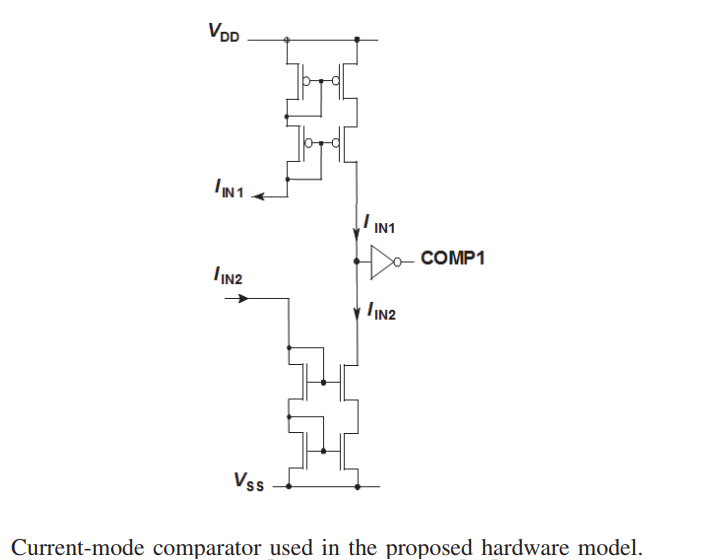 VDD
IIN1
IIN1
COMP1
IIN2
IIN2
VSS
Current-mode comparator used in the proposed hardware model.